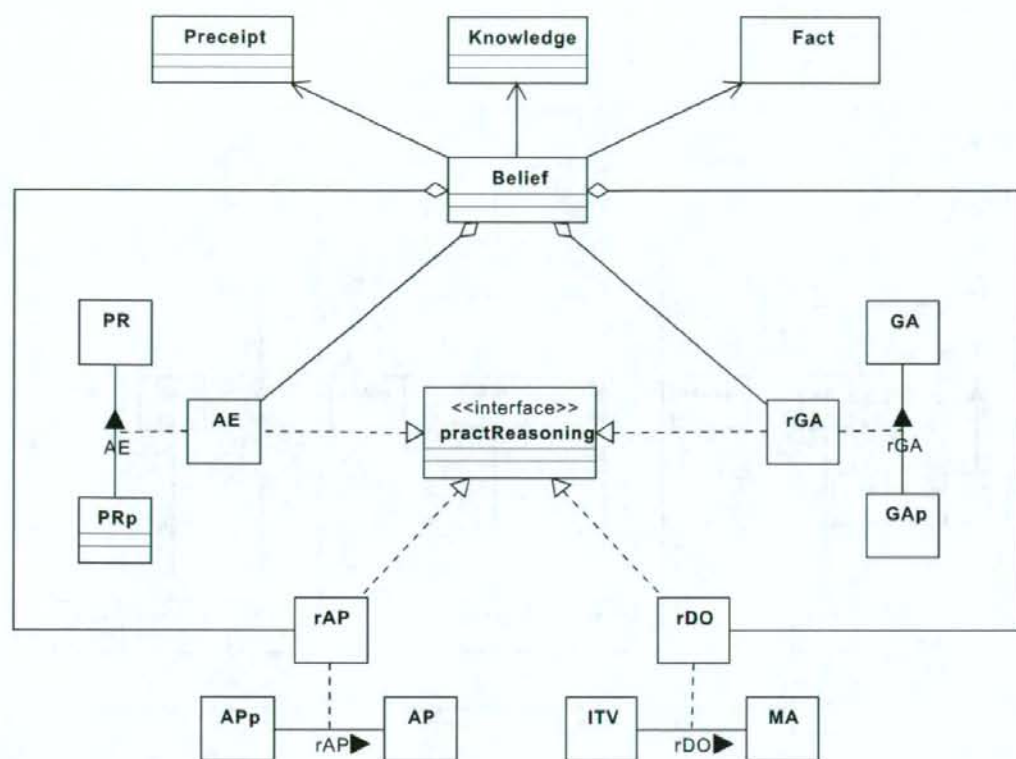 Preceipt
Knowledge
Fact
Belief
PR
GA
AE
AE
<<interface>>
practReasoning
rGA
rGA
PRp
GAp
rAP
rDO
APp
rAP
AP
ITV
rDO
MA